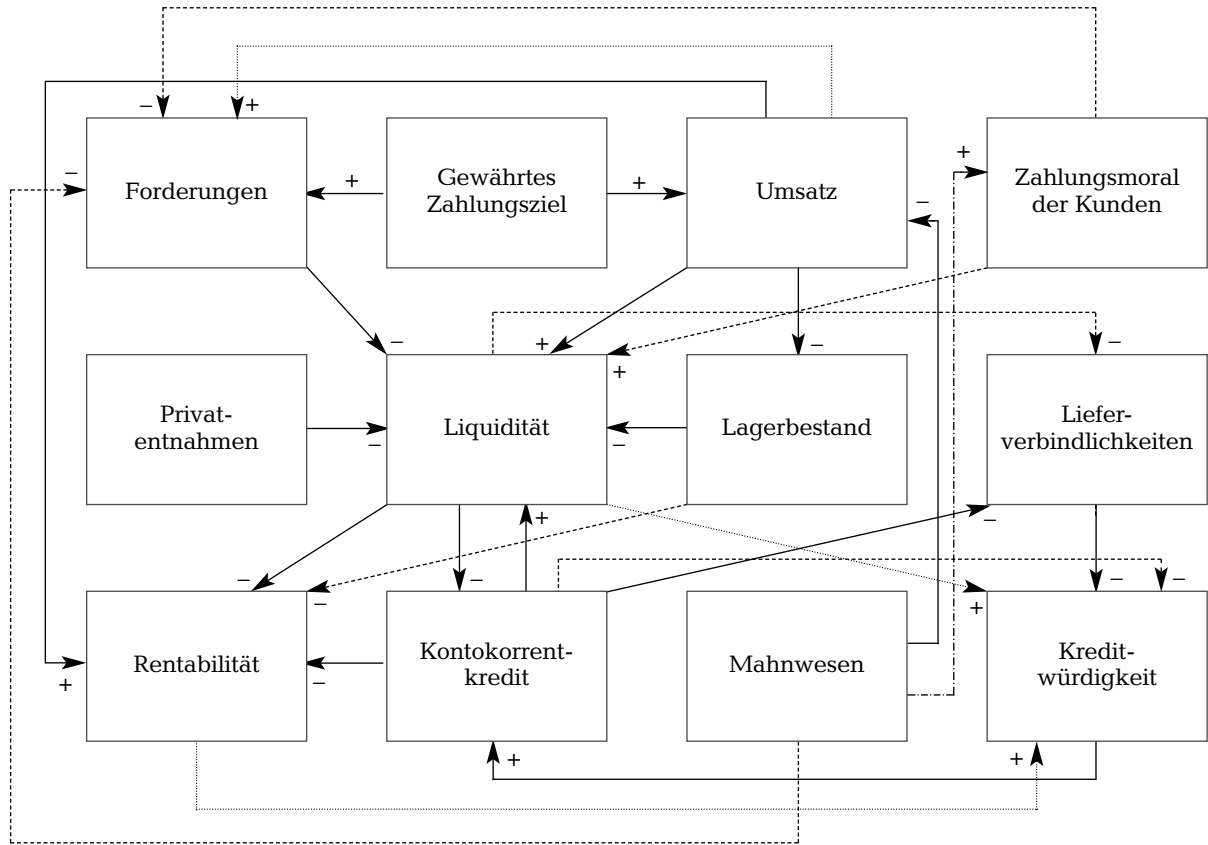 − +
− + + − +
Forderungen
Gewährtes
Zahlungsziel
Umsatz
Zahlungsmoral
der Kunden
− + + − −
Privat-
entnahmen
− Liquidität −
Lagerbestand
Liefer-
verbindlichkeiten
+ −
− − − + − −
+ Rentabilität −
Kontokorrent-
kredit
Mahnwesen
Kredit-
würdigkeit
+ +